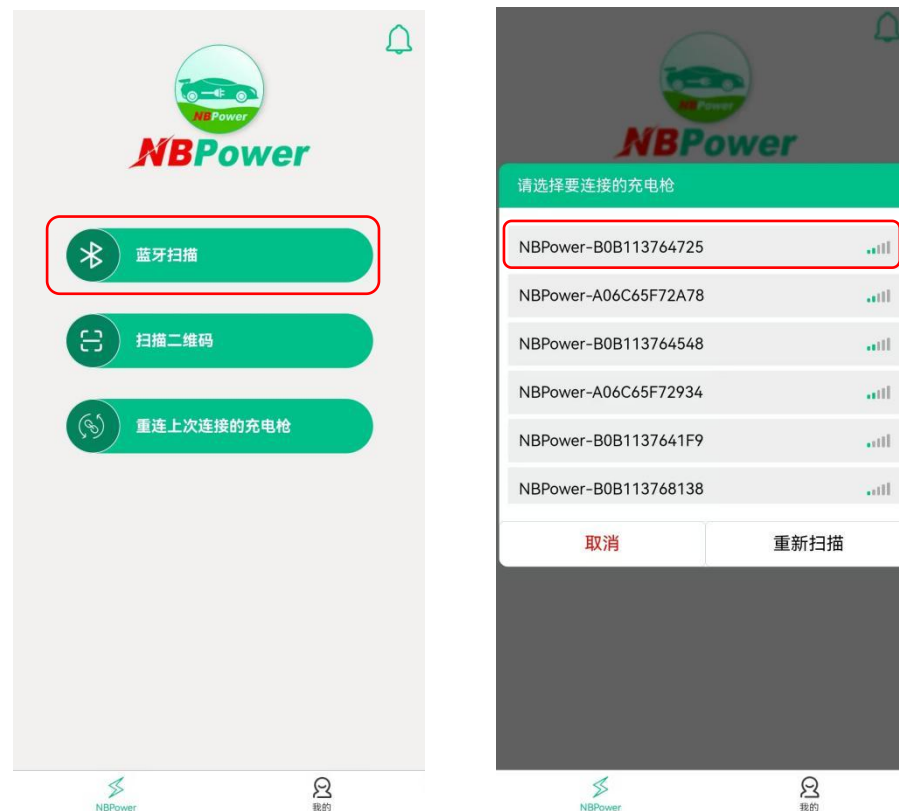 NBPower
NBPower
蓝牙扫描
扫描二维码
重连上次连接的充电枪
NBPower
我的
NBPower
NBPower
请选择要连接的充电枪
NBPower-B0B113764725
NBPower-A06C65F72A78
NBPower-B0B113764548
NBPower-A06C65F72934
NBPower-B0B1137641F9
NBPower-B0B113768138
取消
重新扫描
NBPower
我的